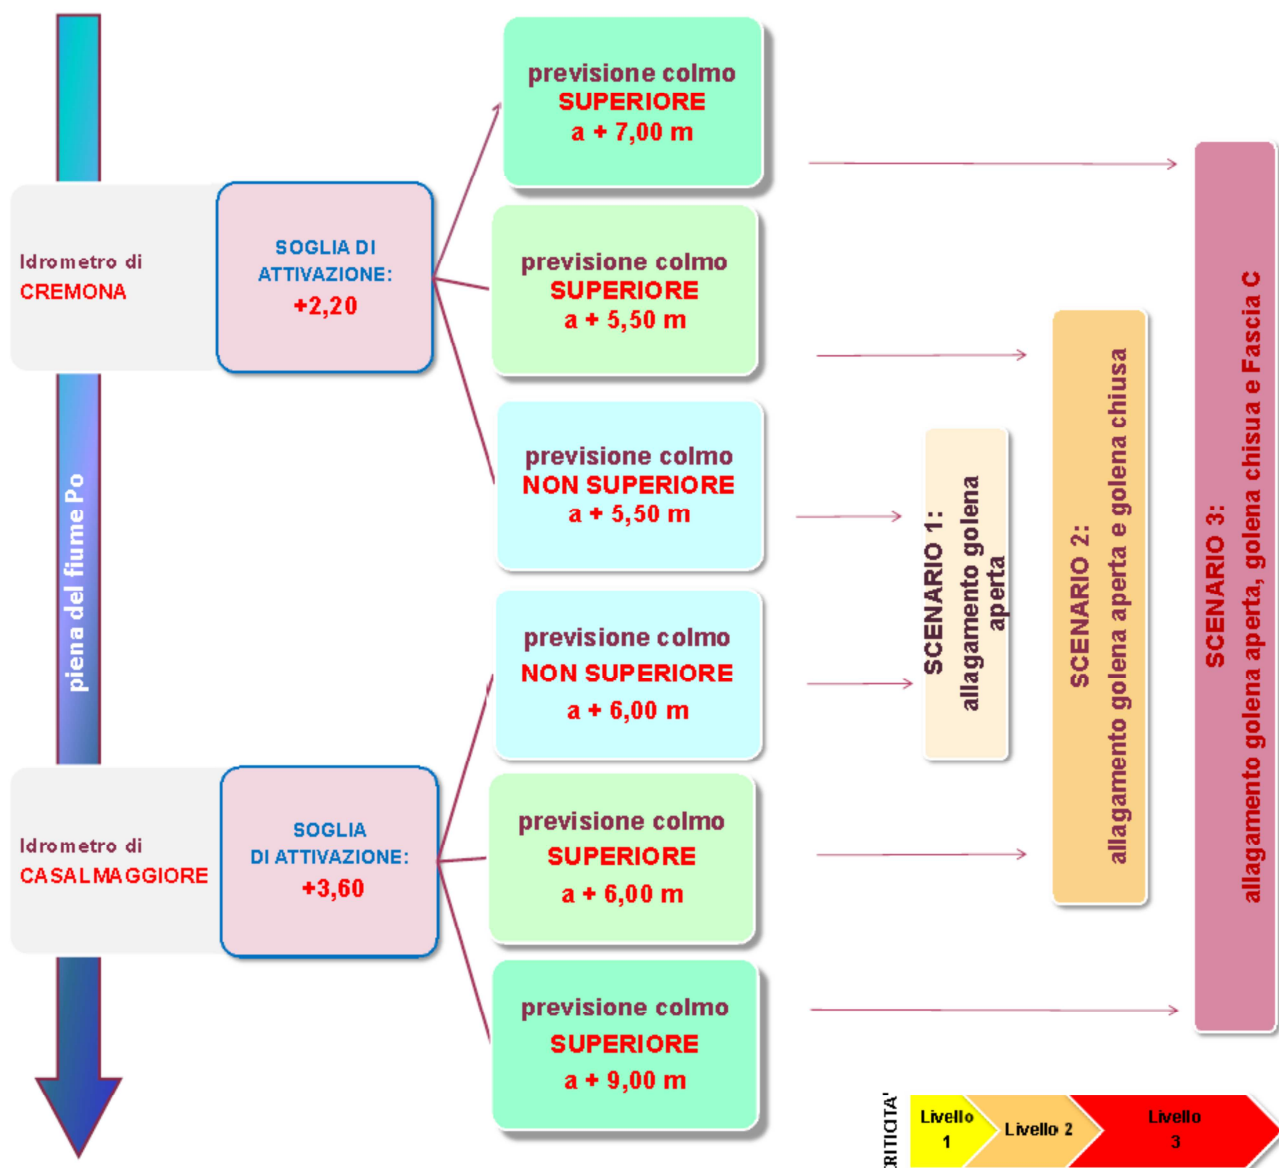 previsione colmo
SUPERIORE
a + 7,00 m
Idrometro di
CREMONA
SOGLIA DI
ATTIVAZIONE:
+2,20
previsione colmo
SUPERIORE
a + 5,50 m
previsione colmo
NON SUPERIORE
a + 5,50 m
piena del fiume Po
previsione colmo
NON SUPERIORE
a + 6,00 m
Idrometro di
CASALMAGGIORE
SOGLIA
DI ATTIVAZIONE:
+3,60
previsione colmo
SUPERIORE
a + 6,00 m
previsione colmo
SUPERIORE
a + 9,00 m
SCENARIO 1:
allagamento golena
aperta
SCENARIO 2:
allagamento golena aperta e golena chiusa
SCENARIO 3:
allagamento golena aperta, golena chisua e Fascia C
Livello
1
Livello 2
Livello
3